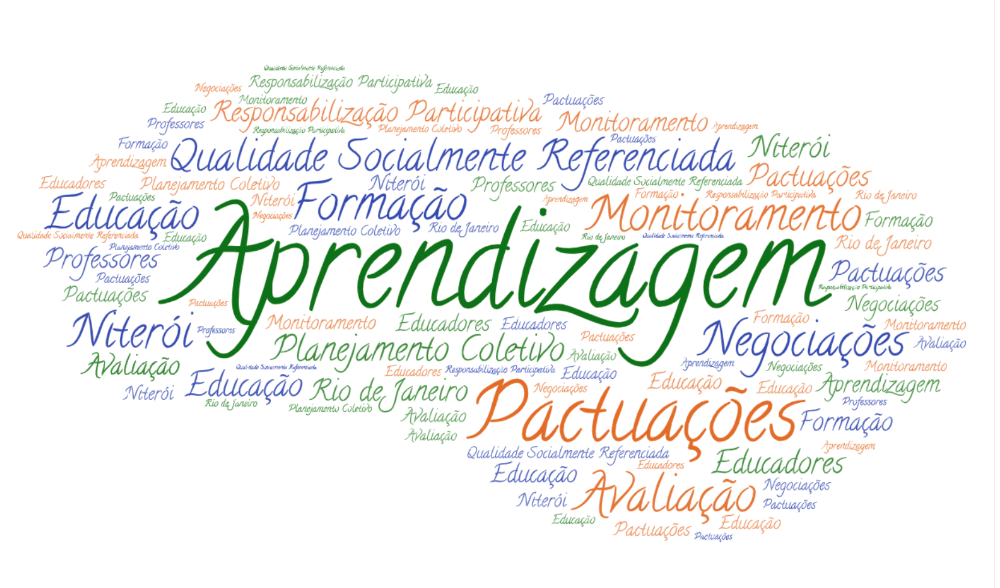 Qualidade Socialmente Referenciada
Responsabilização Participativa
Negociações
Educação
Monitoramento
Pactuações
Educação
Responsabilização Participativa
Monitoramento
Professores
Responsabilização Participativa
Planejamento Coletivo
Professores
Aprendizagem
Formação
Qualidade Socialmente Referenciada
Pactuações
Niterói
Aprendizagem
Educadores
Planejamento Coletivo
Niterói
Professores
Qualidade Socialmente Referenciada
Pactuações
Pactuações
Niterói
Formação
Aprendizagem
Formação
Responsabilização Participativa
Rio de Janeiro
Educação
Negociações
Monitoramento
Formação
Planejamento Coletivo
Rio de Janeiro
Educação
Qualidade Socialmente Referenciada
Educação
Rio de Janeiro
Qualidade Socialmente Referenciada
Planejamento Coletivo
Rio de Janeiro
Professores
Aprendizagem
Pactuações
Pactuações
Responsabilização Participativa
Pactuações
Pactuações
Negociações
Niterói
Professores
Monitoramento
Educadores
Educadores
Formação
Monitoramento
Planejamento Coletivo
Pactuações
Negociações
Avaliação
Avaliação
Avaliação
Qualidade Socialmente Referenciada
Educadores
Responsabilização Participativa
Educação
Aprendizagem
Negociações
Monitoramento
Niterói
Educação
Rio de Janeiro
Negociações
Educação
Educação
Aprendizagem
Rio de Janeiro
Planejamento Coletivo
Professores
Avaliação
Pactuações
Formação
Avaliação
Qualidade Socialmente Referenciada
Aprendizagem
Educação
Educadores
Educadores
Niterói
Avaliação
Negociações
Pactuações
Educação
Pactuações
Educação
Pactuações